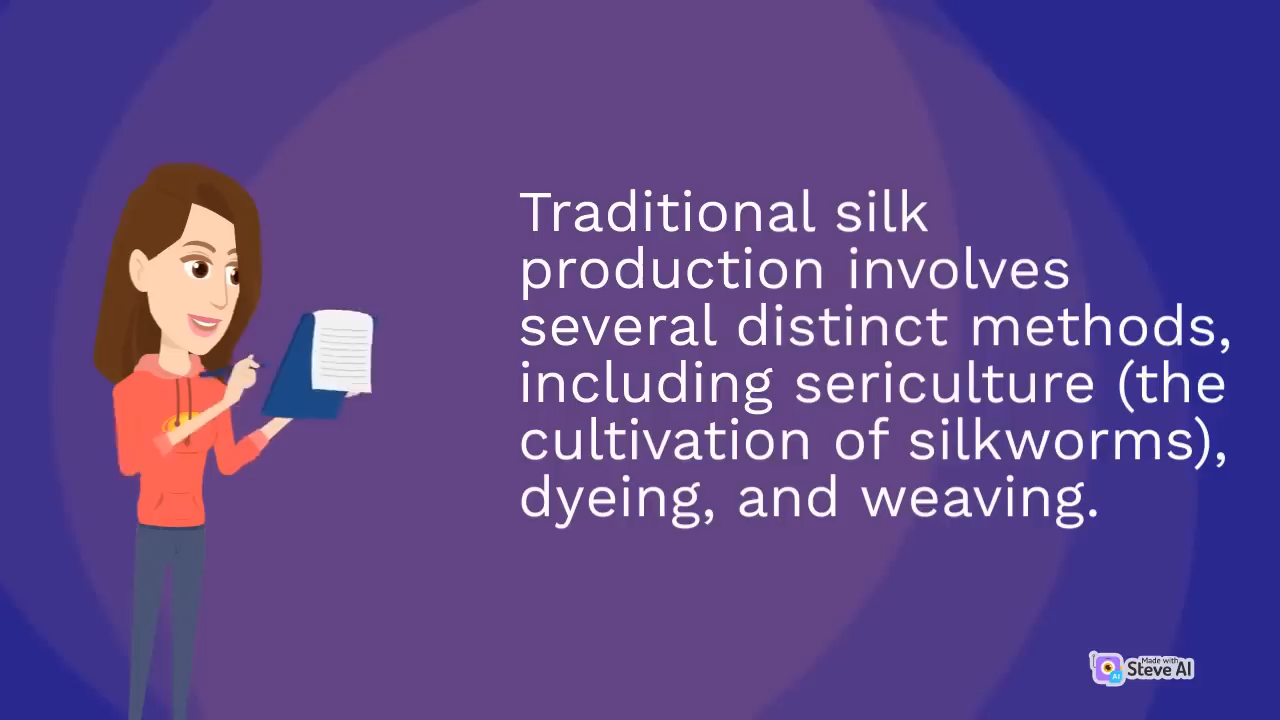 Traditional silk
production involves
several distinct methods,
including sericulture (the
cultivation of silkworms),
dyeing, and weaving.
Made with
Steve AI
AI